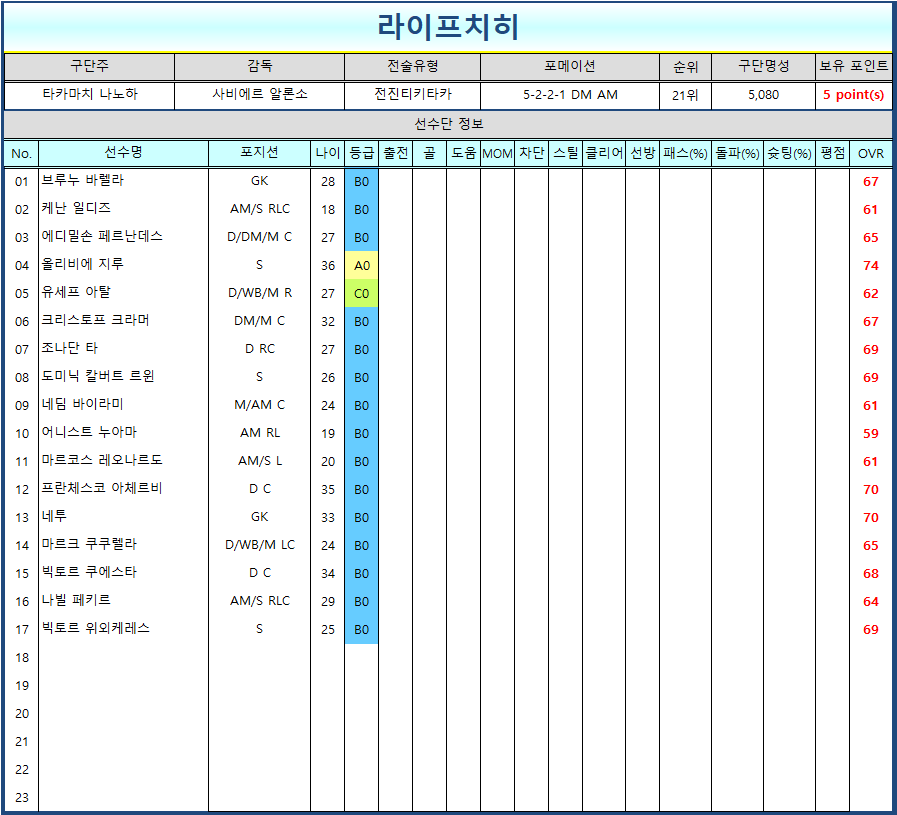 라이프치히
구단주 감독 전술유형 포메이션 순위 구단명성 보유 포인트
타카마치 나노하 사비에르 알론소 전진티키타카 5-2-2-1 DM AM 21위 5,080 5 point(s)
선수단 정보
No. 선수명 포지션 나이 등급 출전 골 도움 MOM 차단 스틸 클리어 선방 패스(%) 돌파(%) 슛팅(%) 평점 OVR
01 브루누 바렐라 GK 28 B0 67
02 케난 일디즈 AM/S RLC 18 B0 61
03 에디밀손 페르난데스 D/DM/M C 27 B0 65
04 올리비에 지루 S 36 A0 74
05 유세프 아탈 D/WB/M R 27 C0 62
06 크리스토프 크라머 DM/M C 32 B0 67
07 조나단 타 D RC 27 B0 69
08 도미닉 칼버트 르윈 S 26 B0 69
09 네딤 바이라미 M/AM C 24 B0 61
10 어니스트 누아마 AM RL 19 B0 59
11 마르코스 레오나르도 AM/S L 20 B0 61
12 프란체스코 아체르비 D C 35 B0 70
13 네투 GK 33 B0 70
14 마르크 쿠쿠렐라 D/WB/M LC 24 B0 65
15 빅토르 쿠에스타 D C 34 B0 68
16 나빌 페키르 AM/S RLC 29 B0 64
17 빅토르 위외케레스 S 25 B0 69
18
19
20
21
22
23